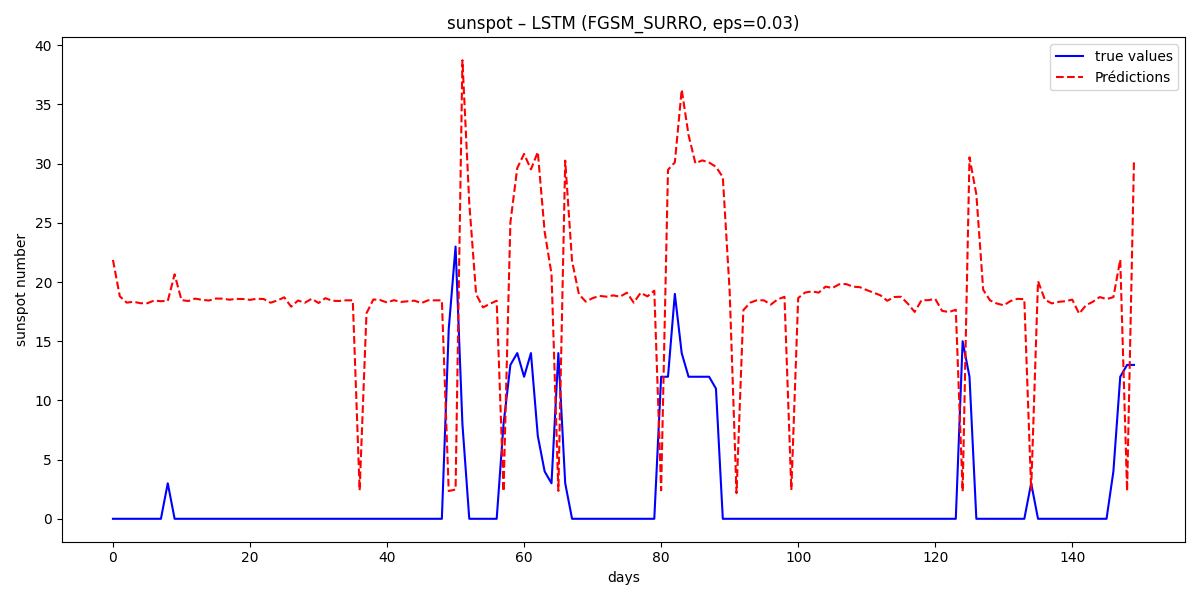 sunspot – LSTM (FGSM_SURRO, eps=0.03)
true values
Prédictions
sunspot number
40
35
30
25
20
15
10
5
0
0 20 40 60 80 100 120 140
days